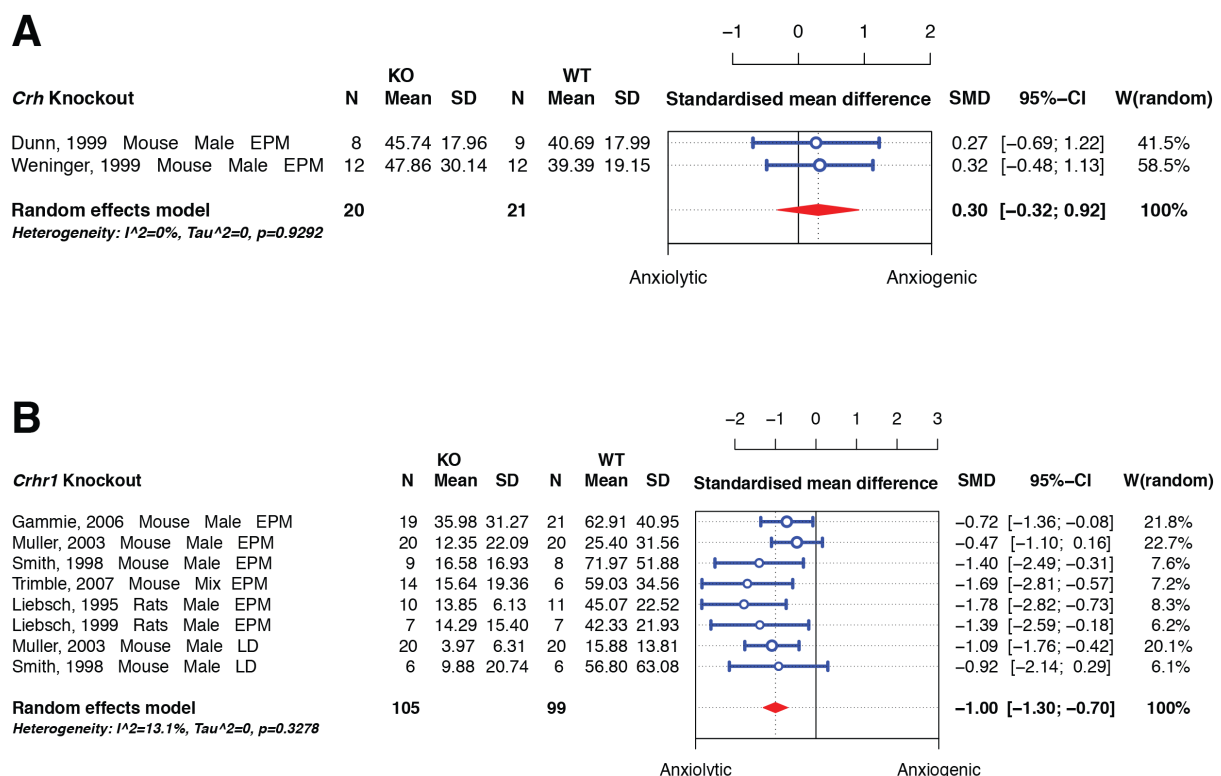 A
−1 0 1 2
KO WT
Crh Knockout N Mean SD N Mean SD Standardised mean difference SMD 95%−CI W(random)
Dunn, 1999 Mouse Male EPM 8 45.74 17.96 9 40.69 17.99 0.27 [−0.69; 1.22] 41.5%
Weninger, 1999 Mouse Male EPM 12 47.86 30.14 12 39.39 19.15 0.32 [−0.48; 1.13] 58.5%
Random effects model 20 21 0.30 [−0.32; 0.92] 100%
Heterogeneity: I^2=0%, Tau^2=0, p=0.9292
Anxiolytic Anxiogenic
B
−2 −1 0 1 2 3
KO WT
Crhr1 Knockout N Mean SD N Mean SD Standardised mean difference SMD 95%−CI W(random)
Gammie, 2006 Mouse Male EPM 19 35.98 31.27 21 62.91 40.95 −0.72 [−1.36; −0.08] 21.8%
Muller, 2003 Mouse Male EPM 20 12.35 22.09 20 25.40 31.56 −0.47 [−1.10; 0.16] 22.7%
Smith, 1998 Mouse Male EPM 9 16.58 16.93 8 71.97 51.88 −1.40 [−2.49; −0.31] 7.6%
Trimble, 2007 Mouse Mix EPM 14 15.64 19.36 6 59.03 34.56 −1.69 [−2.81; −0.57] 7.2%
Liebsch, 1995 Rats Male EPM 10 13.85 6.13 11 45.07 22.52 −1.78 [−2.82; −0.73] 8.3%
Liebsch, 1999 Rats Male EPM 7 14.29 15.40 7 42.33 21.93 −1.39 [−2.59; −0.18] 6.2%
Muller, 2003 Mouse Male LD 20 3.97 6.31 20 15.88 13.81 −1.09 [−1.76; −0.42] 20.1%
Smith, 1998 Mouse Male LD 6 9.88 20.74 6 56.80 63.08 −0.92 [−2.14; 0.29] 6.1%
Random effects model 105 99 −1.00 [−1.30; −0.70] 100%
Heterogeneity: I^2=13.1%, Tau^2=0, p=0.3278
Anxiolytic Anxiogenic